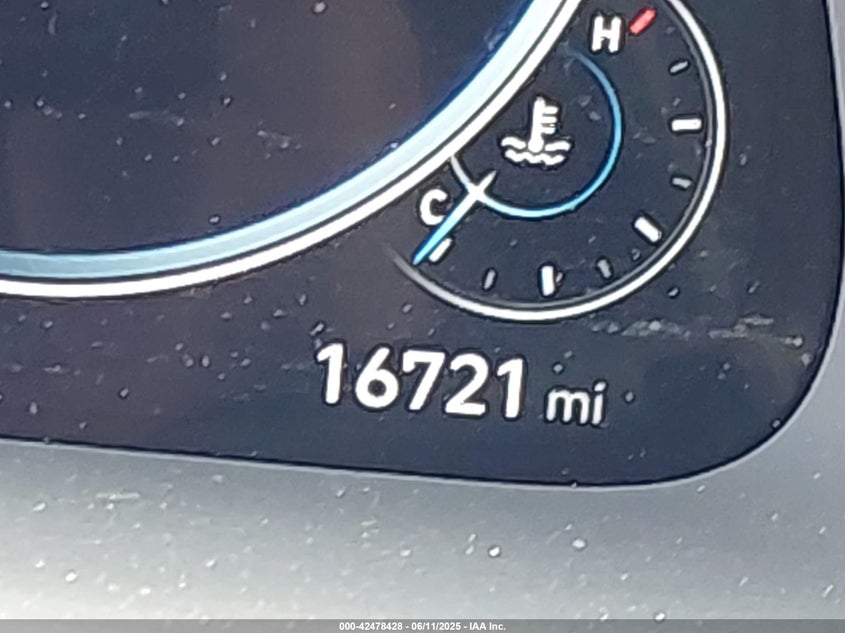 H
C
16721 mi
000-42478428 - 06/11/2025 - IAA Inc.